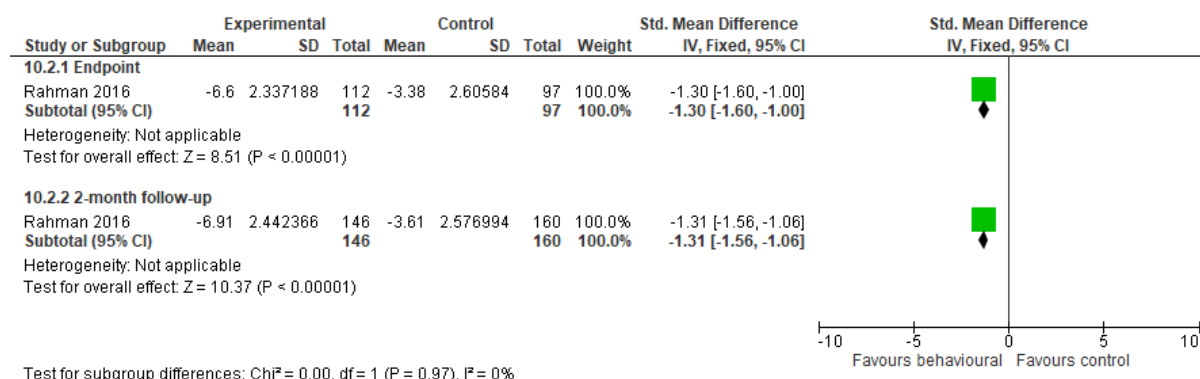 Experimental Control Std. Mean Difference Std. Mean Difference
Study or Subgroup Mean SD Total Mean SD Total Weight IV, Fixed, 95% CI IV, Fixed, 95% CI
10.2.1 Endpoint
Rahman 2016 -6.6 2.337188 112 -3.38 2.60584 97 100.0% -1.30 [-1.60, -1.00]
Subtotal (95% CI) 112 97 100.0% -1.30 [-1.60, -1.00]
Heterogeneity: Not applicable
Test for overall effect: Z = 8.51 (P < 0.00001)
10.2.2 2-month follow-up
Rahman 2016 -6.91 2.442366 146 -3.61 2.576994 160 100.0% -1.31 [-1.56, -1.06]
Subtotal (95% CI) 146 160 100.0% -1.31 [-1.56, -1.06]
Heterogeneity: Not applicable
Test for overall effect: Z = 10.37 (P < 0.00001)
-10 -5 0 5 10
Favours behavioural Favours control
Test for subgroup differences: Chi² = 0.00, df = 1 (P = 0.97), I² = 0%